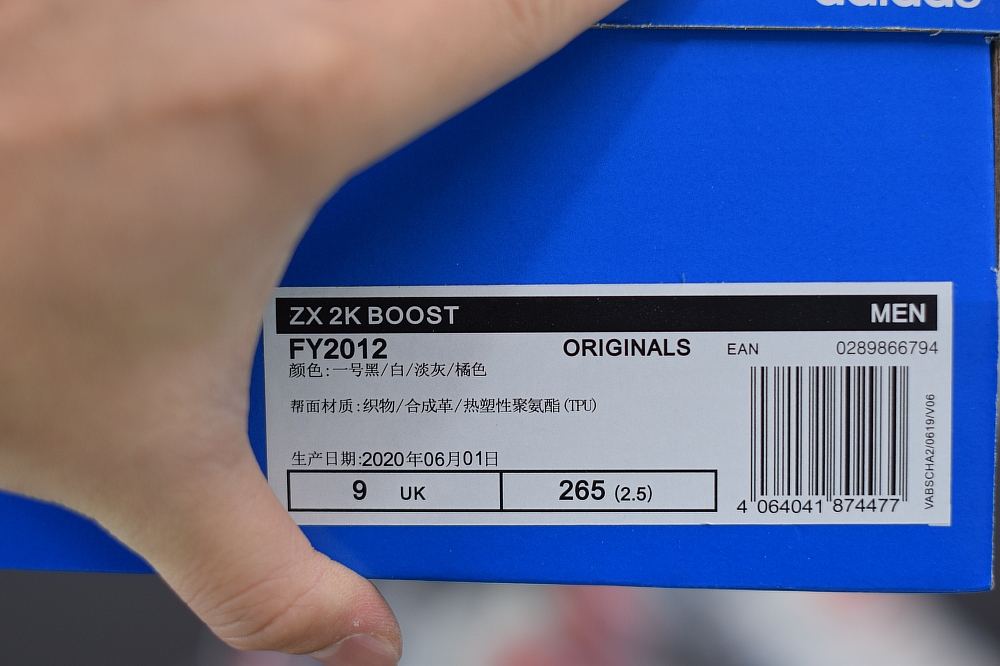 adidas
ZX 2K BOOST MEN
FY2012 ORIGINALS EAN 0289866794
颜色:一号黑/白/淡灰/橘色
帮面材质:织物/合成革/热塑性聚氨酯(TPU)
生产日期:2020年06月01日
9 UK 265 (2.5)
4 064041 874477
VABSCHA2/0619/V06